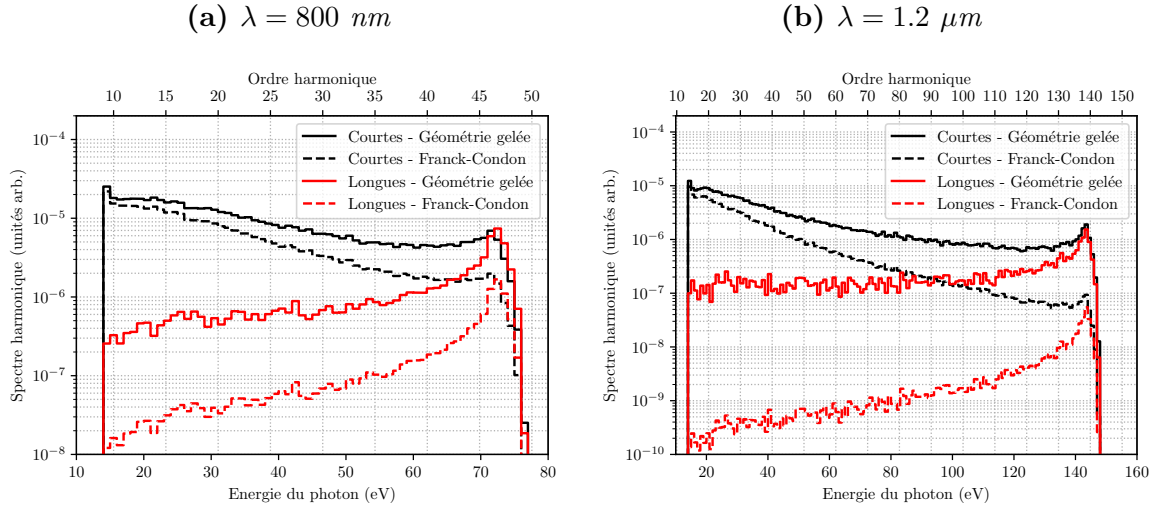 (a) λ = 800 nm
Ordre harmonique
10 15 20 25 30 35 40 45 50
Spectre harmonique (unités arb.)
10⁻⁴
10⁻⁵
10⁻⁶
10⁻⁷
10⁻⁸
Courtes - Géométrie gelée
Courtes - Franck-Condon
Longues - Géométrie gelée
Longues - Franck-Condon
10 20 30 40 50 60 70 80
Energie du photon (eV)
(b) λ = 1.2 μm
Ordre harmonique
10 20 30 40 50 60 70 80 90 100 110 120 130 140 150
Spectre harmonique (unités arb.)
10⁻⁴
10⁻⁵
10⁻⁶
10⁻⁷
10⁻⁸
10⁻⁹
10⁻¹⁰
Courtes - Géométrie gelée
Courtes - Franck-Condon
Longues - Géométrie gelée
Longues - Franck-Condon
20 40 60 80 100 120 140 160
Energie du photon (eV)